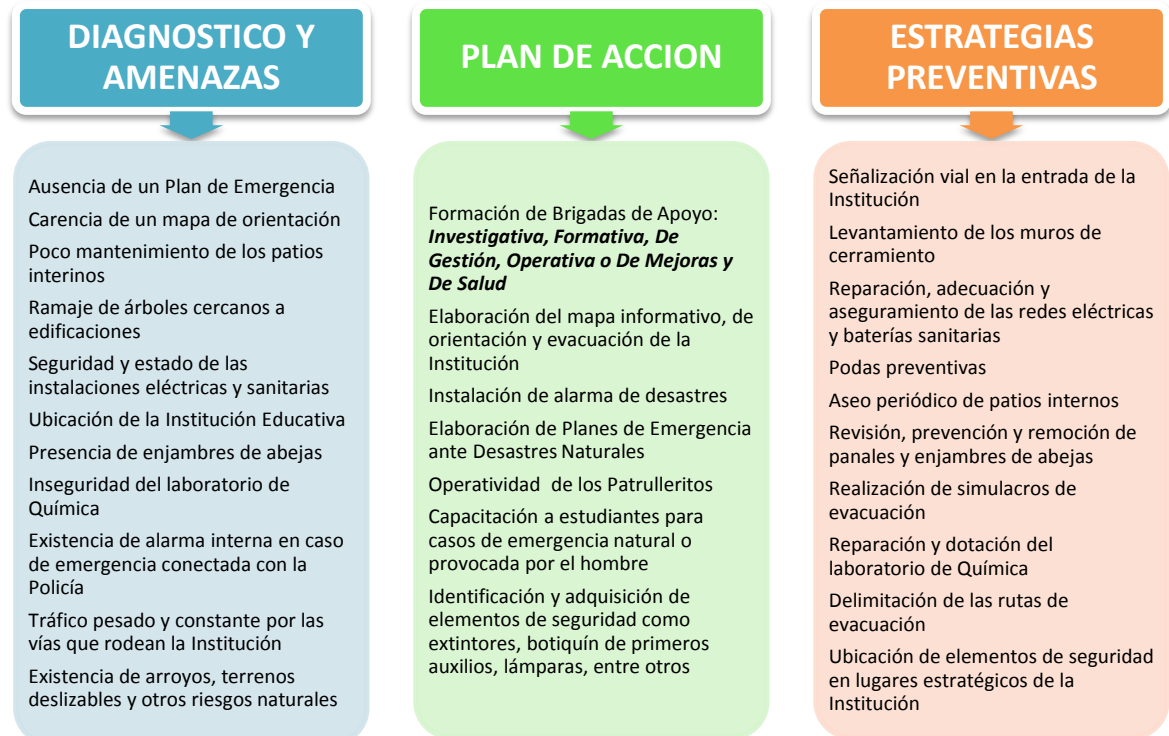 DIAGNOSTICO Y
AMENAZAS
Ausencia de un Plan de Emergencia
Carencia de un mapa de orientación
Poco mantenimiento de los patios
interinos
Ramaje de árboles cercanos a
edificaciones
Seguridad y estado de las
instalaciones eléctricas y sanitarias
Ubicación de la Institución Educativa
Presencia de enjambres de abejas
Inseguridad del laboratorio de
Química
Existencia de alarma interna en caso
de emergencia conectada con la
Policía
Tráfico pesado y constante por las
vías que rodean la Institución
Existencia de arroyos, terrenos
deslizables y otros riesgos naturales
PLAN DE ACCION
Formación de Brigadas de Apoyo:
Investigativa, Formativa, De
Gestión, Operativa o De Mejoras y
De Salud
Elaboración del mapa informativo, de
orientación y evacuación de la
Institución
Instalación de alarma de desastres
Elaboración de Planes de Emergencia
ante Desastres Naturales
Operatividad de los Patrulleritos
Capacitación a estudiantes para
casos de emergencia natural o
provocada por el hombre
Identificación y adquisición de
elementos de seguridad como
extintores, botiquín de primeros
auxilios, lámparas, entre otros
ESTRATEGIAS
PREVENTIVAS
Señalización vial en la entrada de la
Institución
Levantamiento de los muros de
cerramiento
Reparación, adecuación y
aseguramiento de las redes eléctricas
y baterías sanitarias
Podas preventivas
Aseo periódico de patios internos
Revisión, prevención y remoción de
panales y enjambres de abejas
Realización de simulacros de
evacuación
Reparación y dotación del
laboratorio de Química
Delimitación de las rutas de
evacuación
Ubicación de elementos de seguridad
en lugares estratégicos de la
Institución